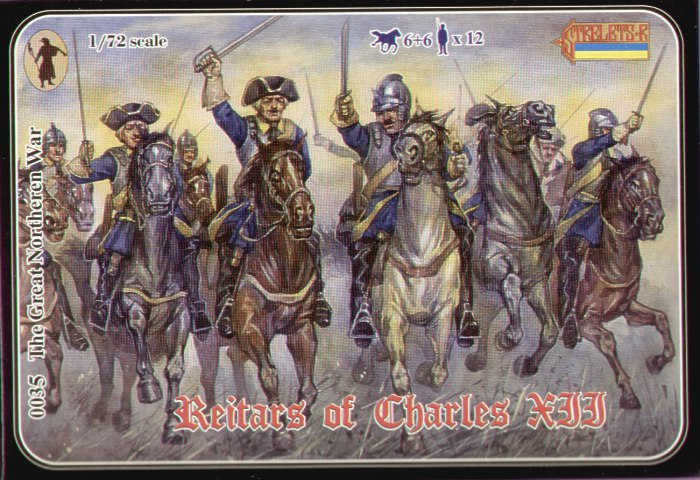 1/72 scale
6+6 x 12
STRELETS-R
0035 The Great Northeren War
Reitars of Charles XII